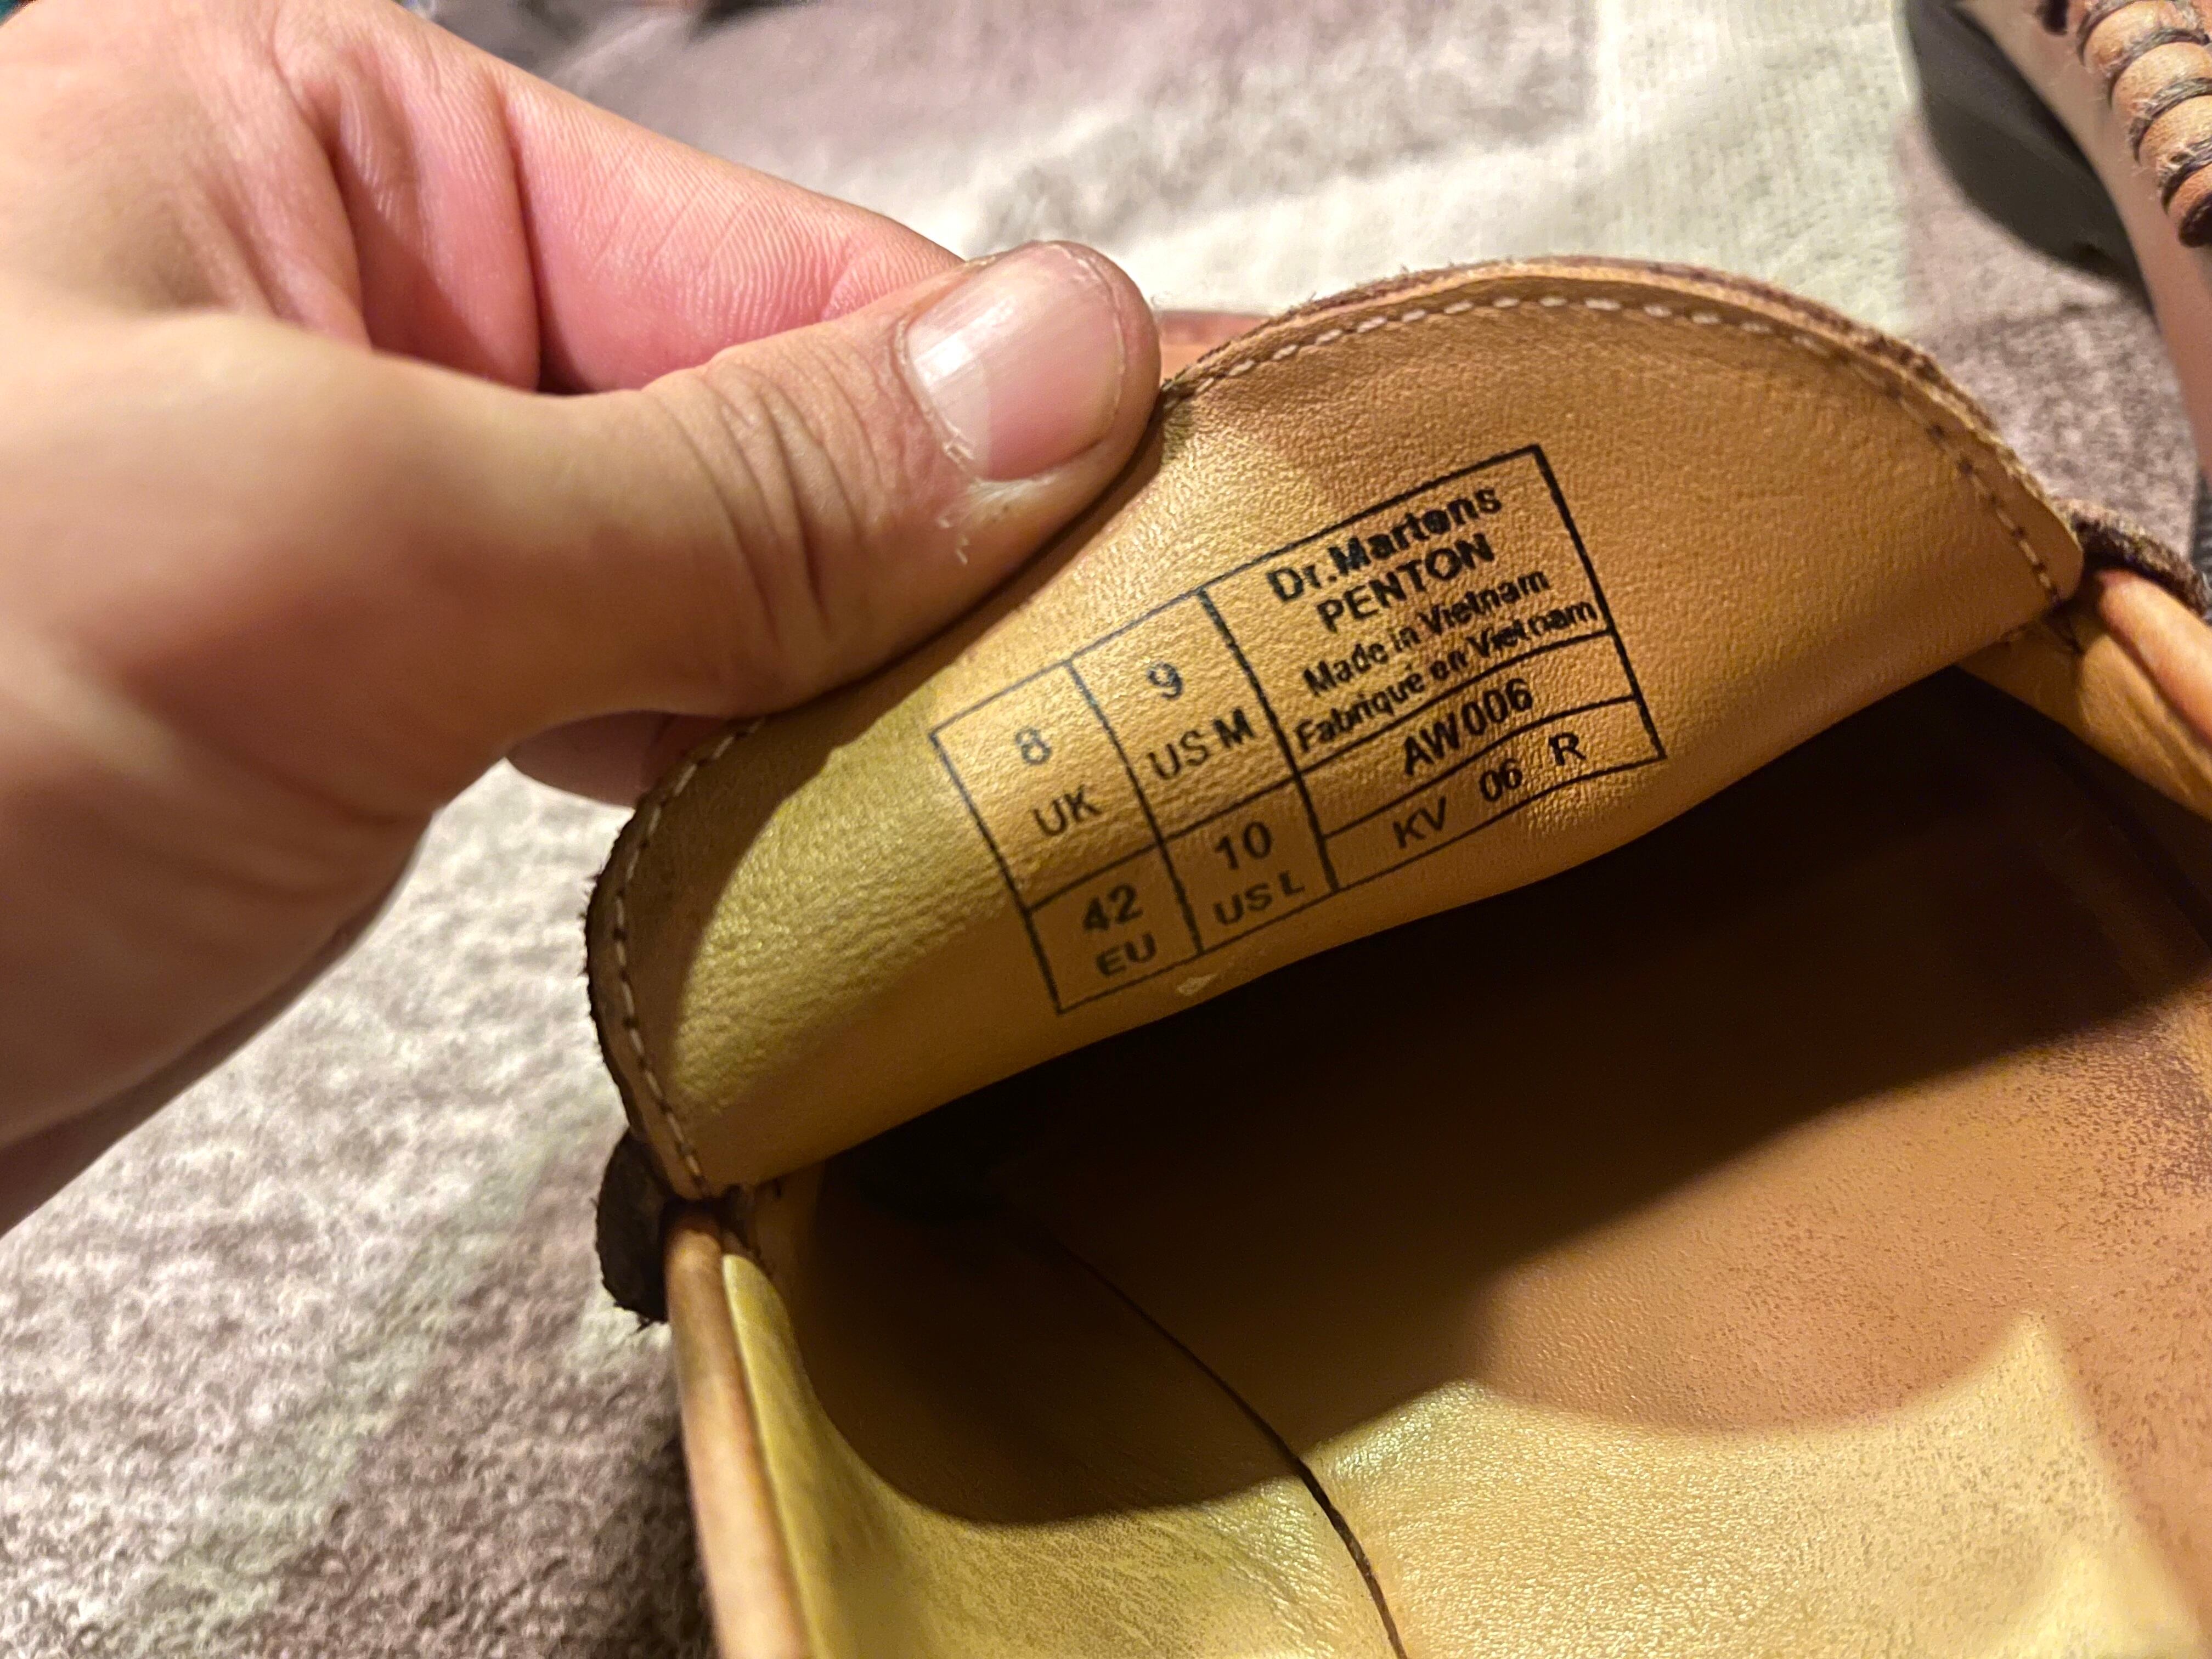 Dr.Martens
PENTON
Made in Vietnam
Fabriqué en Vietnam
8
UK
9
US M
AW006
42
EU
10
US L
KV 06 R